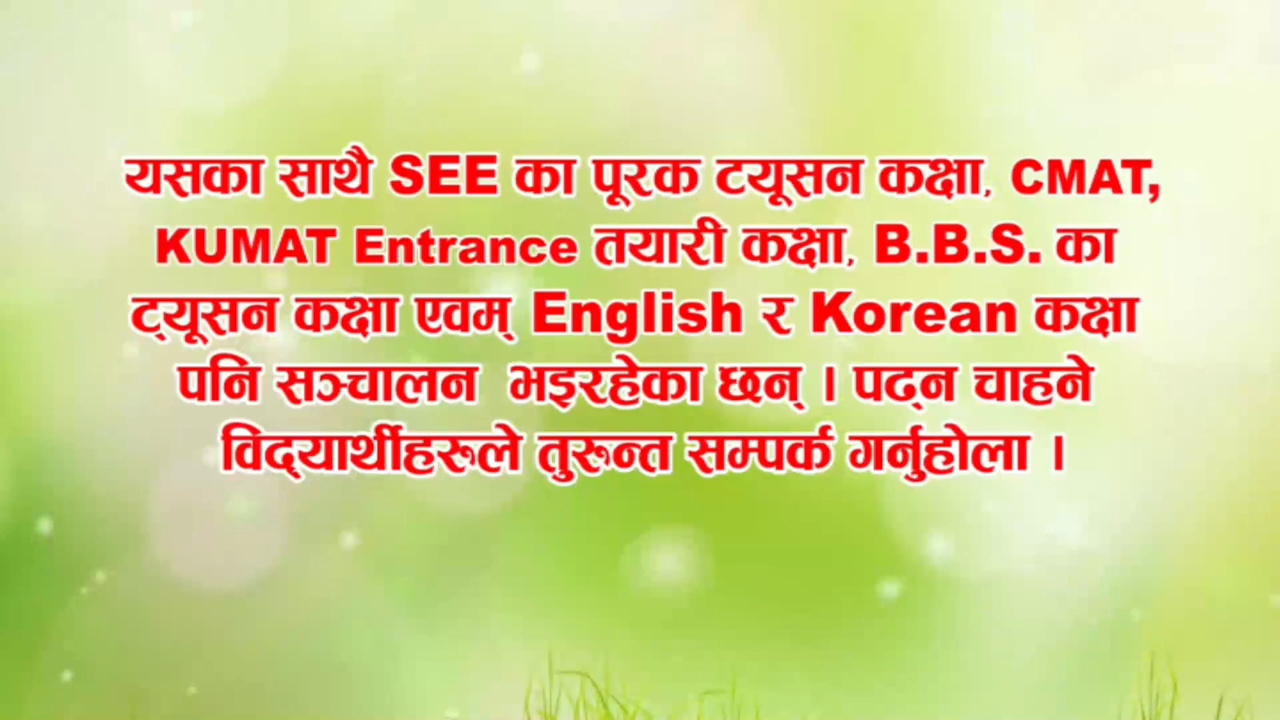 यसका साथै SEE का पूरक टयूसन कक्षा, CMAT,
KUMAT Entrance तयारी कक्षा, B.B.S. का
ट्यूसन कक्षा एवम् English र Korean कक्षा
पनि सञ्चालन भइरहेका छन् । पढ्न चाहने
विद्यार्थीहरूले तुरुन्त सम्पर्क गर्नुहोला ।